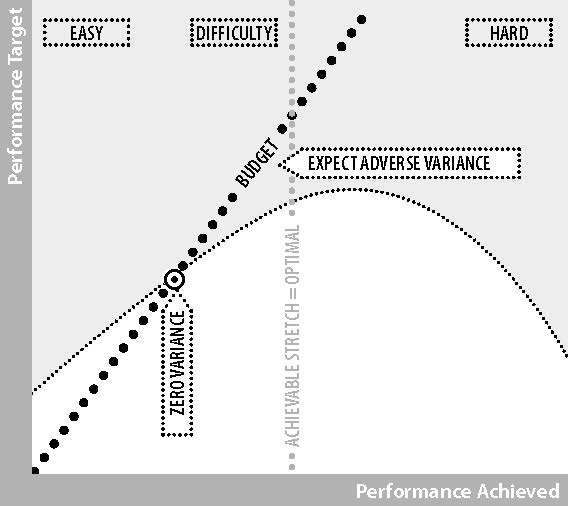 Performance Target
EASY
DIFFICULTY
HARD
BUDGET
EXPECT ADVERSE VARIANCE
ZERO VARIANCE
ACHIEVABLE STRETCH = OPTIMAL
Performance Achieved